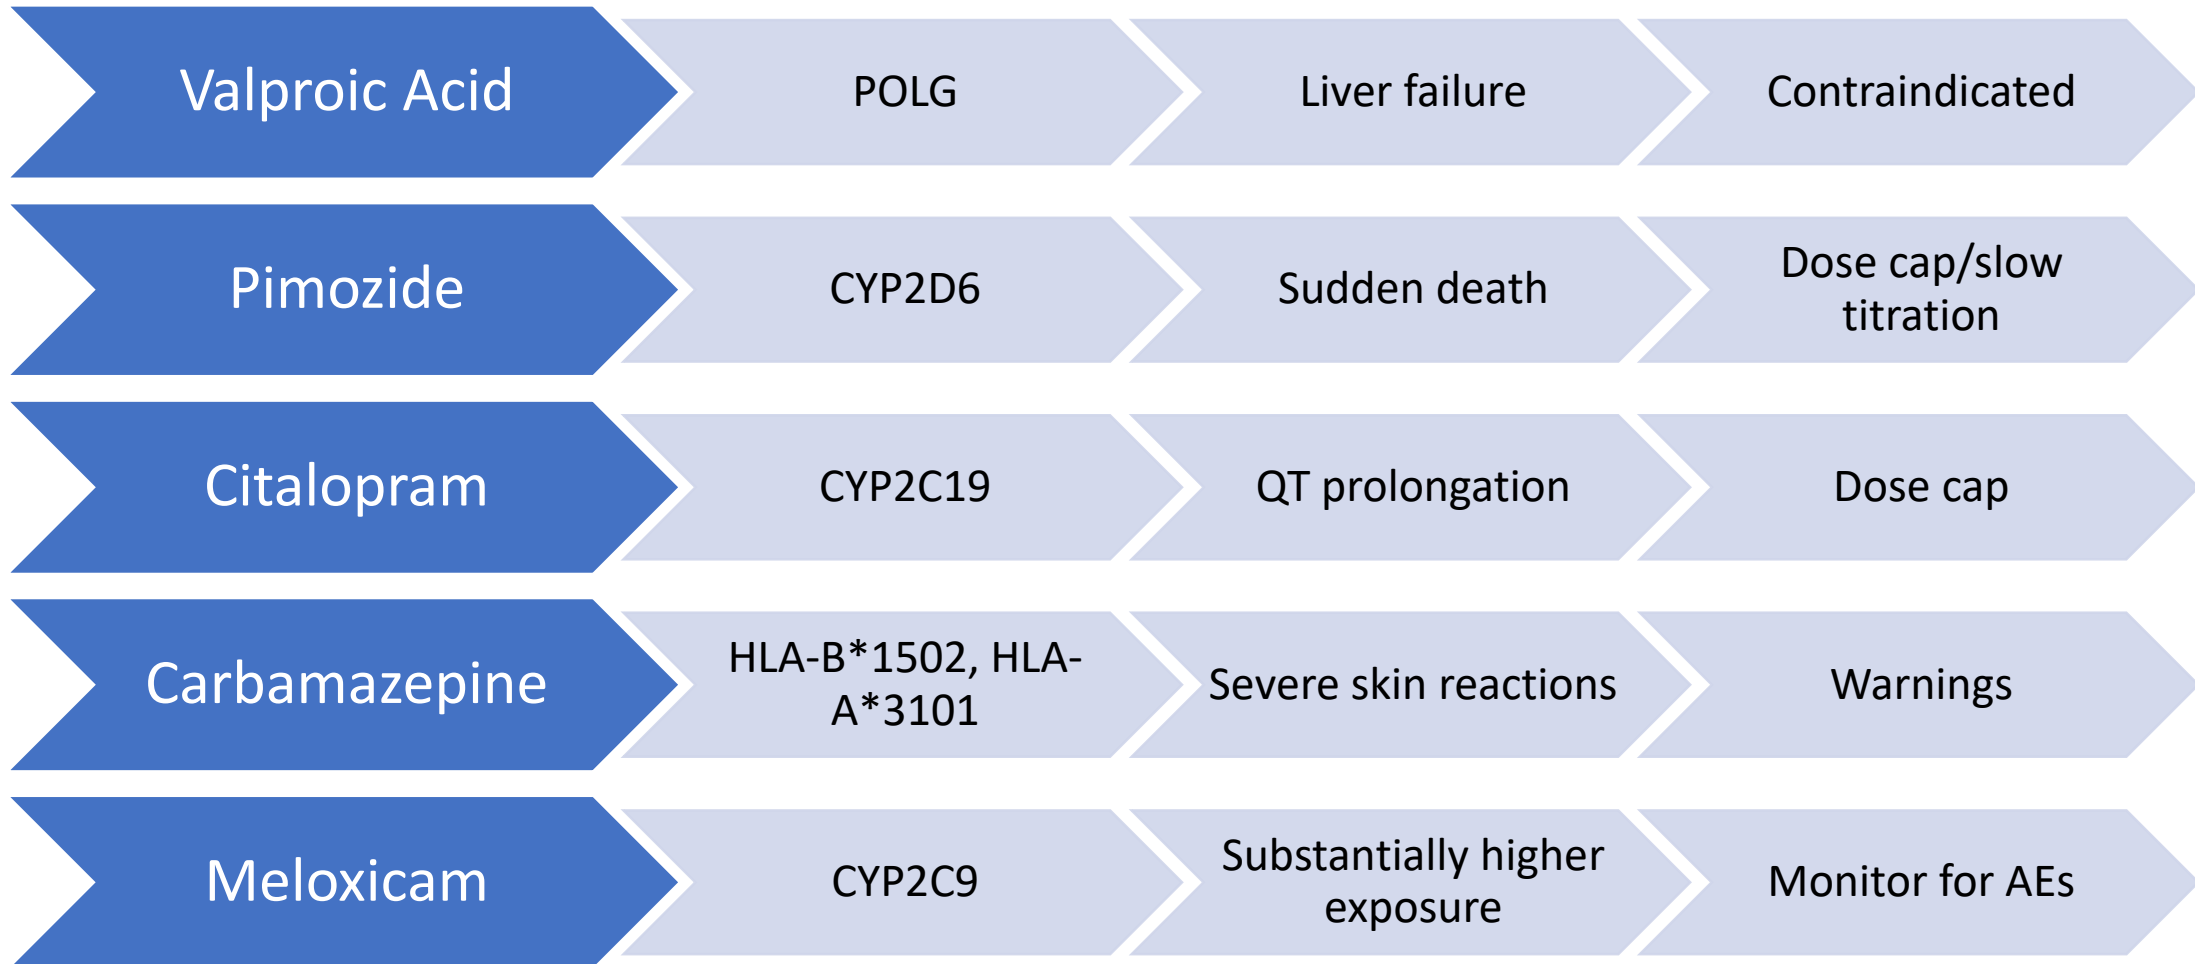 Valproic Acid
POLG
Liver failure
Contraindicated
Pimozide
CYP2D6
Sudden death
Dose cap/slow
titration
Citalopram
CYP2C19
QT prolongation
Dose cap
Carbamazepine
HLA-B*1502, HLA-
A*3101
Severe skin reactions
Warnings
Meloxicam
CYP2C9
Substantially higher
exposure
Monitor for AEs